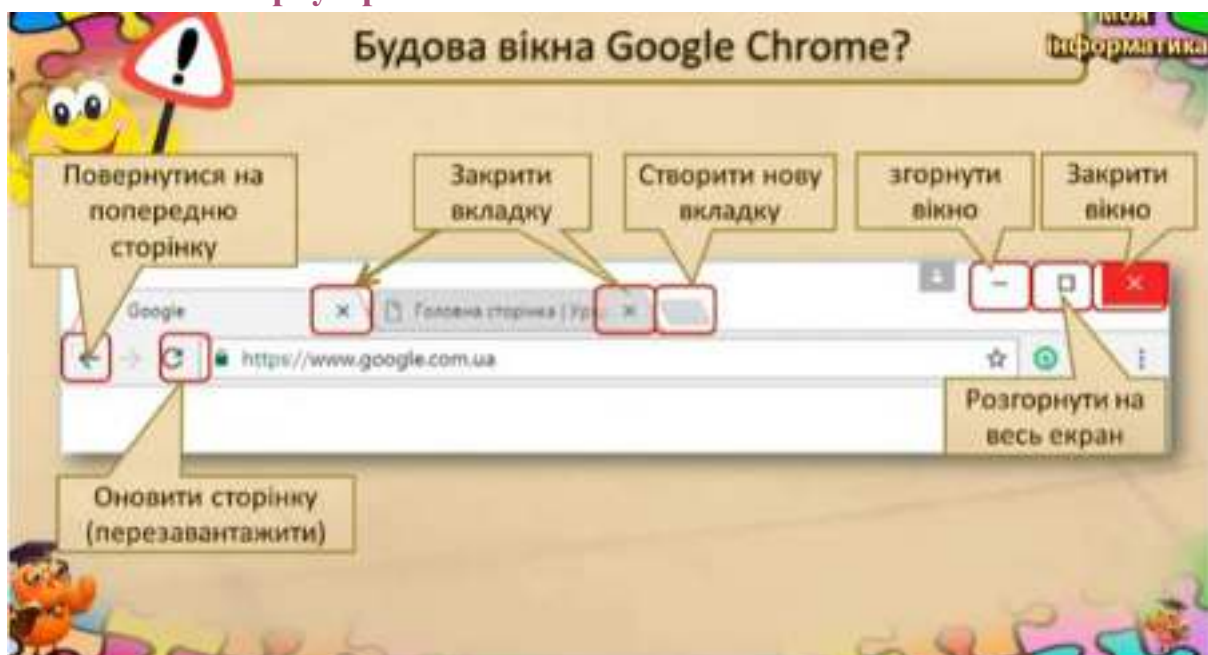 Будова вікна Google Chrome?
Моя
інформатика
Повернутися на
попередню
сторінку
Закрити
вкладку
Створити нову
вкладку
згорнути
вікно
Закрити
вікно
Google
Головна сторінка |
https://www.google.com.ua
Розгорнути на
весь екран
Оновити сторінку
(перезавантажити)